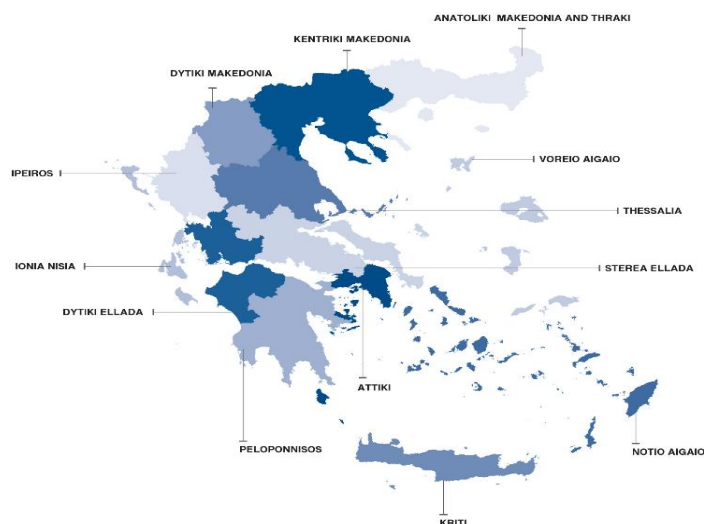 ANATOLIKI MAKEDONIA AND THRAKI
KENTRIKI MAKEDONIA
DYTIKI MAKEDONIA
VOREIO AIGAIO
IPEIROS
THESSALIA
IONIA NISIA
STEREA ELLADA
DYTIKI ELLADA
ATTIKI
PELOPONNISOS
NOTIO AIGAIO
KRITI